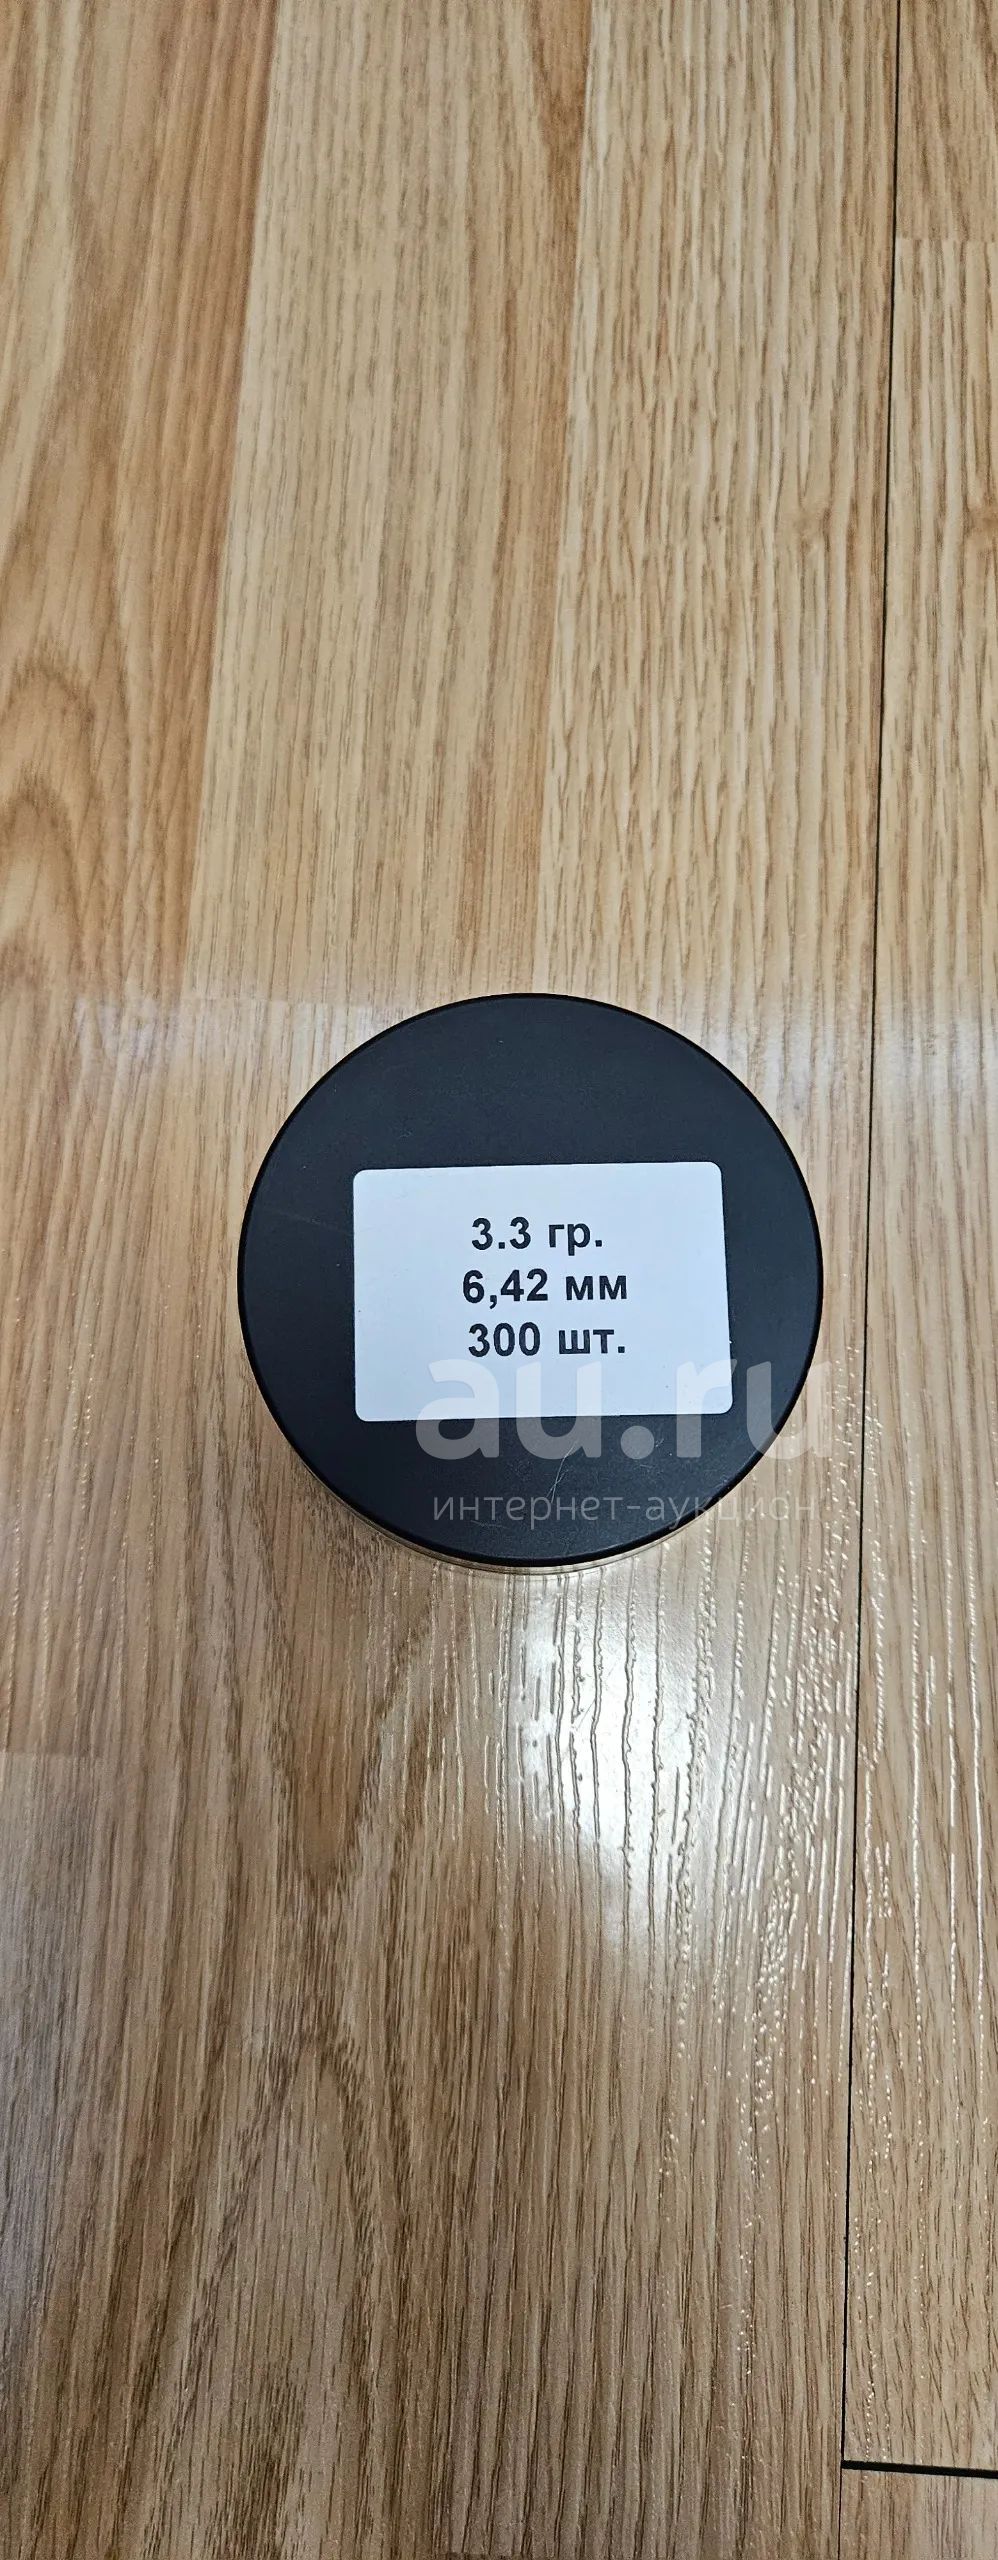 3.3 гр.
6,42 мм
300 шт.
au.ru
интернет-аукцион